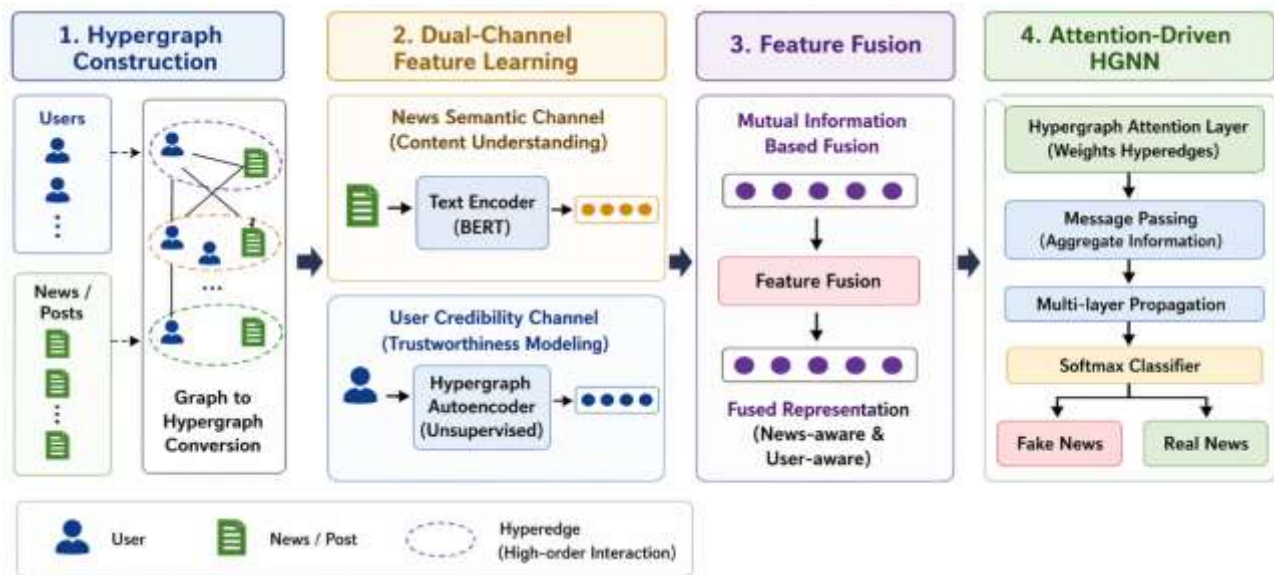 1. Hypergraph
Construction
Users
News /
Posts
Graph to
Hypergraph
Conversion
2. Dual-Channel
Feature Learning
News Semantic Channel
(Content Understanding)
Text Encoder
(BERT)
User Credibility Channel
(Trustworthiness Modeling)
Hypergraph
Autoencoder
(Unsupervised)
3. Feature Fusion
Mutual Information
Based Fusion
Feature Fusion
Fused Representation
(News-aware &
User-aware)
4. Attention-Driven
HGNN
Hypergraph Attention Layer
(Weights Hyperedges)
Message Passing
(Aggregate Information)
Multi-layer Propagation
Softmax Classifier
Fake News
Real News
User
News / Post
Hyperedge
(High-order Interaction)